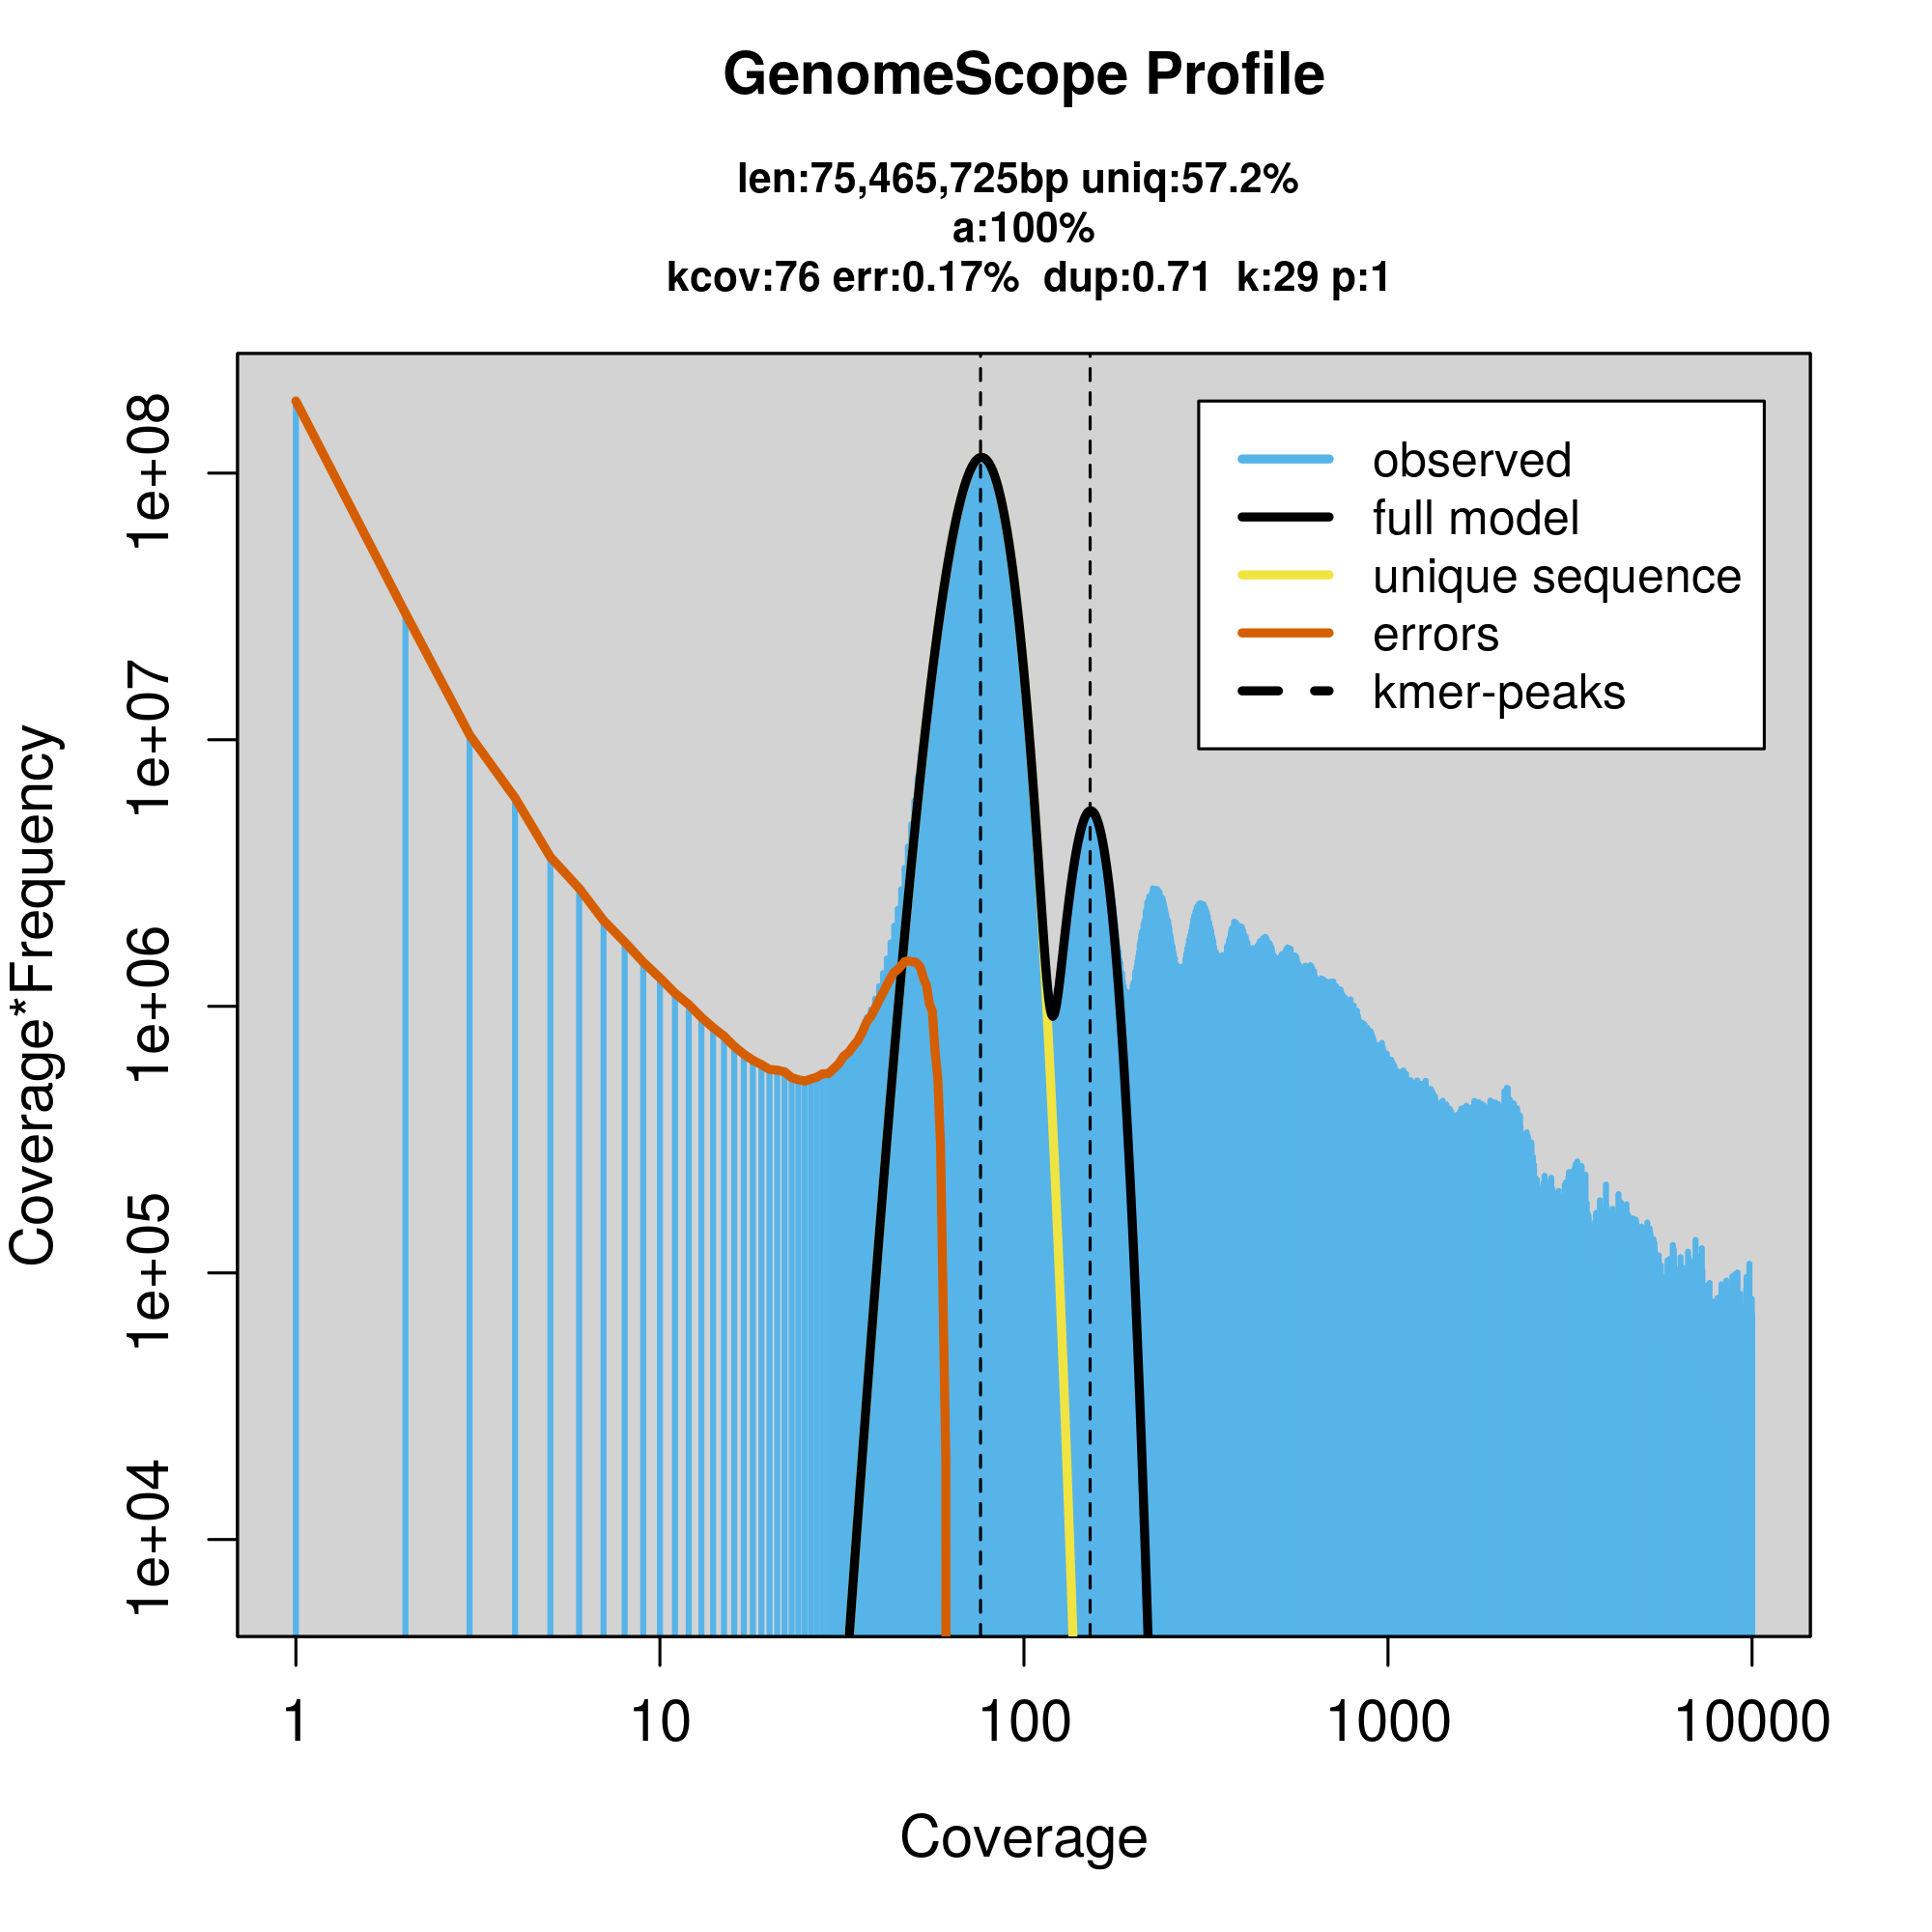 GenomeScope Profile
len:75,465,725bp uniq:57.2%
a:100%
kcov:76 err:0.17%  dup:0.71  k:29 p:1
observed
full model
unique sequence
errors
kmer-peaks
Coverage*Frequency
1e+08
1e+07
1e+06
1e+05
1e+04
1 10 100 1000 10000
Coverage